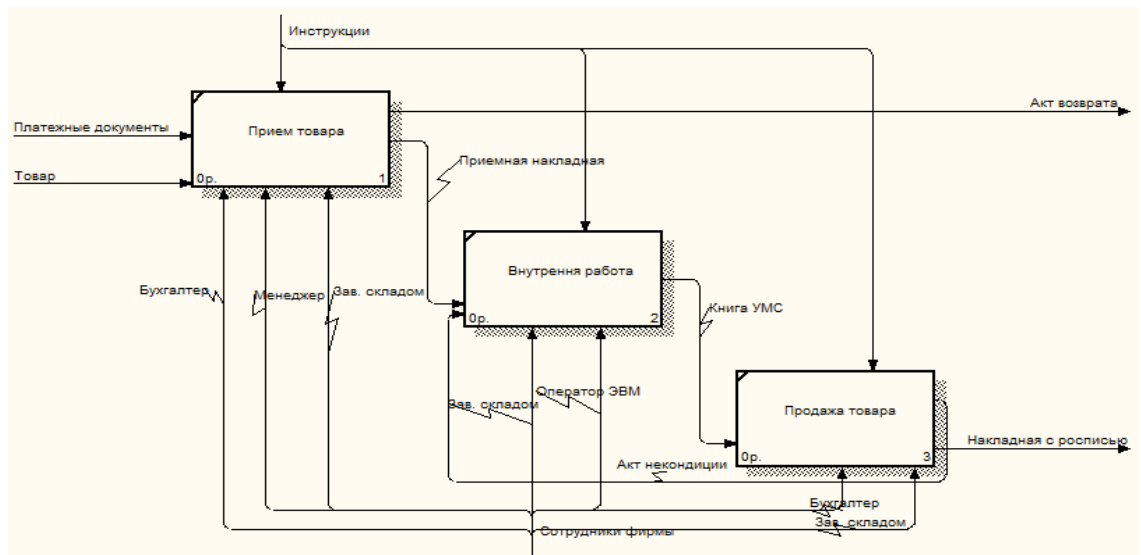 Инструкции
Акт возврата
Платежные документы
Прием товара
Приемная накладная
Товар
0р.
1
Внутрення работа
Бухгалтер
Менеджер
Зав. складом
Книга УМС
0р.
2
Оператор ЭВМ
Зав. складом
Продажа товара
Накладная с росписью
0р.
3
Акт некондиции
Бухгалтер
Зав. складом
Сотрудники фирмы